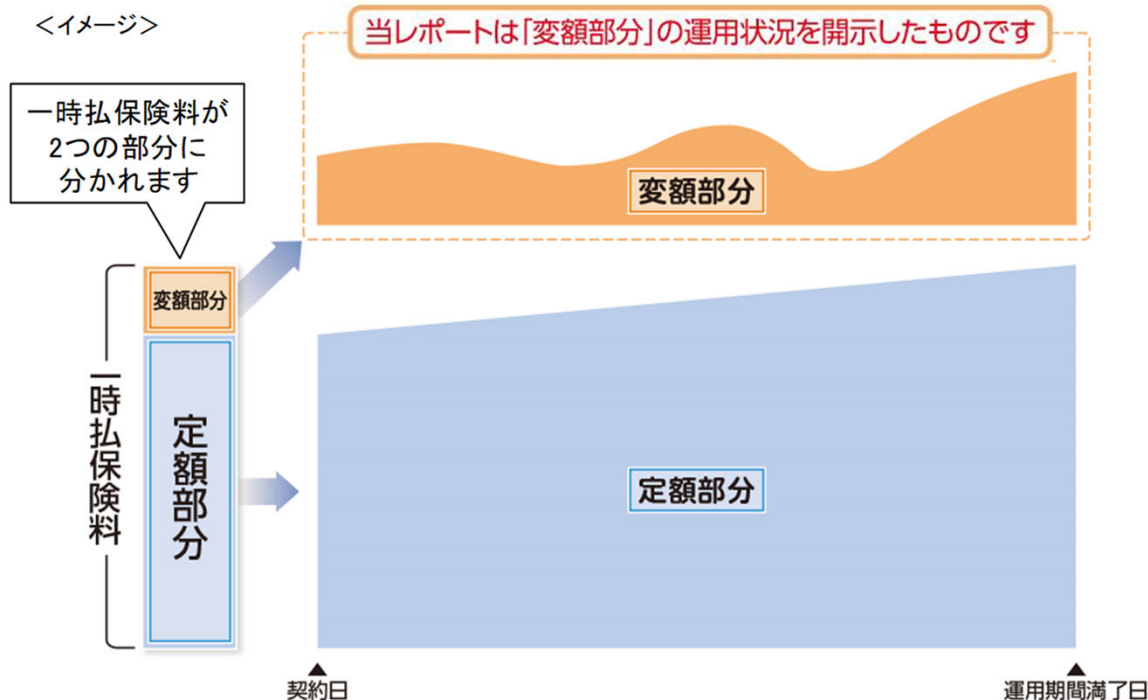 <イメージ>
当レポートは「変額部分」の運用状況を開示したものです
一時払保険料が
2つの部分に
分かれます
変額部分
変額部分
一時払保険料
定額部分
定額部分
▲
契約日
▲
運用期間満了日